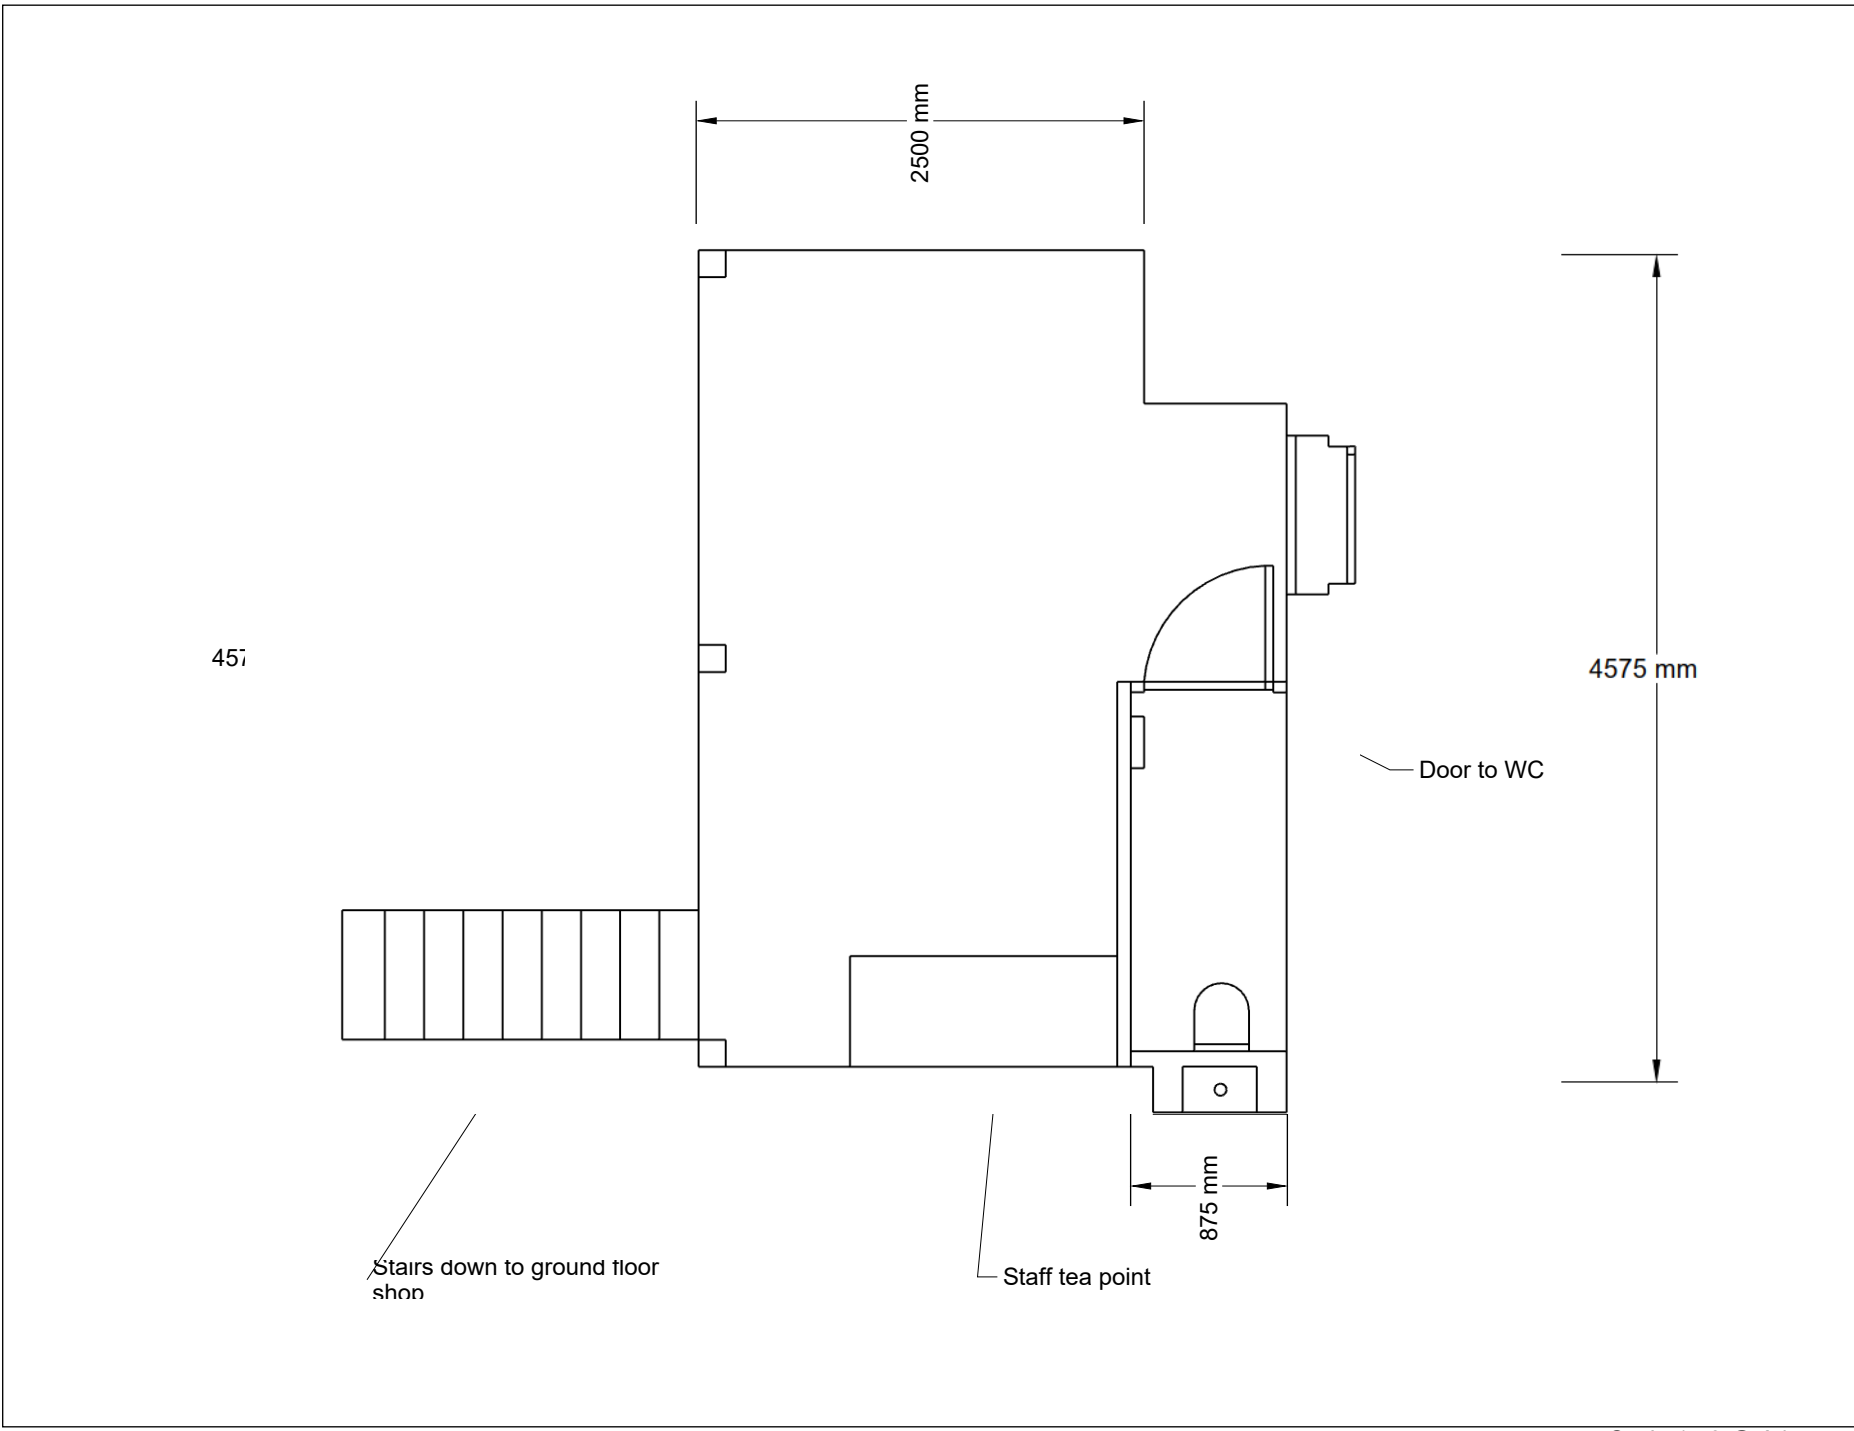 2500 mm
457
4575 mm
Door to WC
875 mm
Stairs down to ground floor
shop
Staff tea point